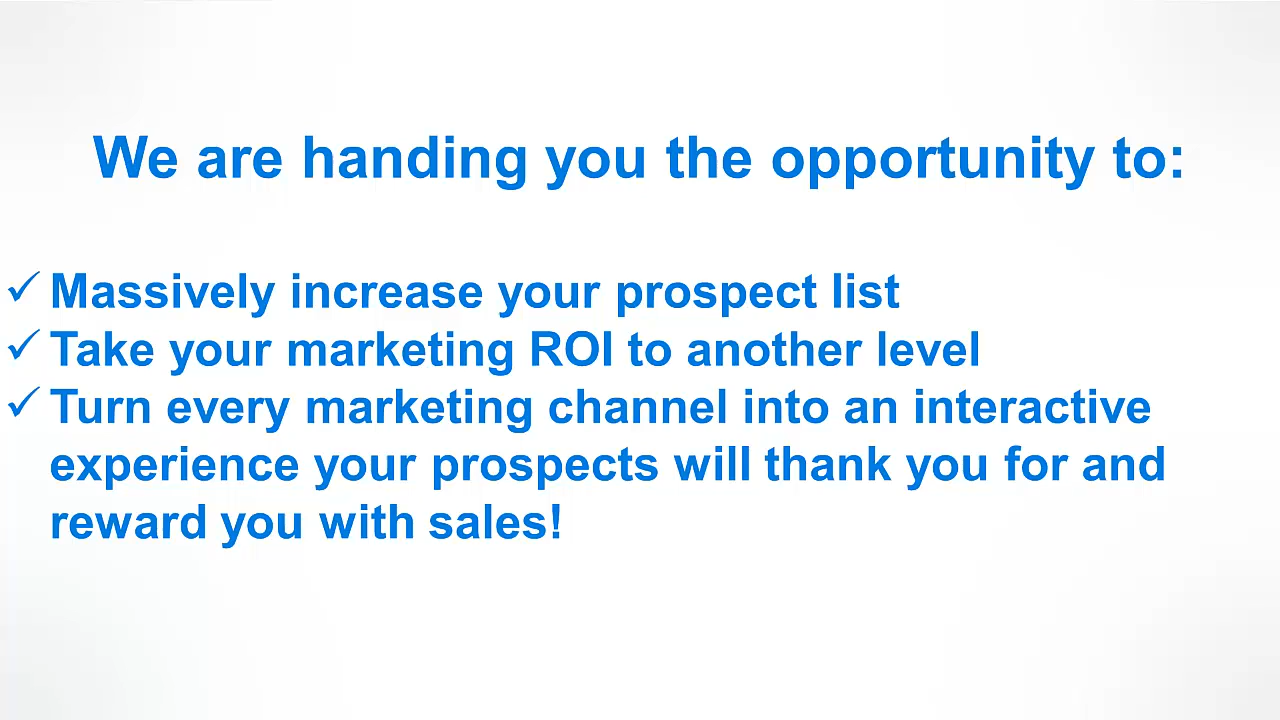 We are handing you the opportunity to:
✓ Massively increase your prospect list
✓ Take your marketing ROI to another level
✓ Turn every marketing channel into an interactive
experience your prospects will thank you for and
reward you with sales!